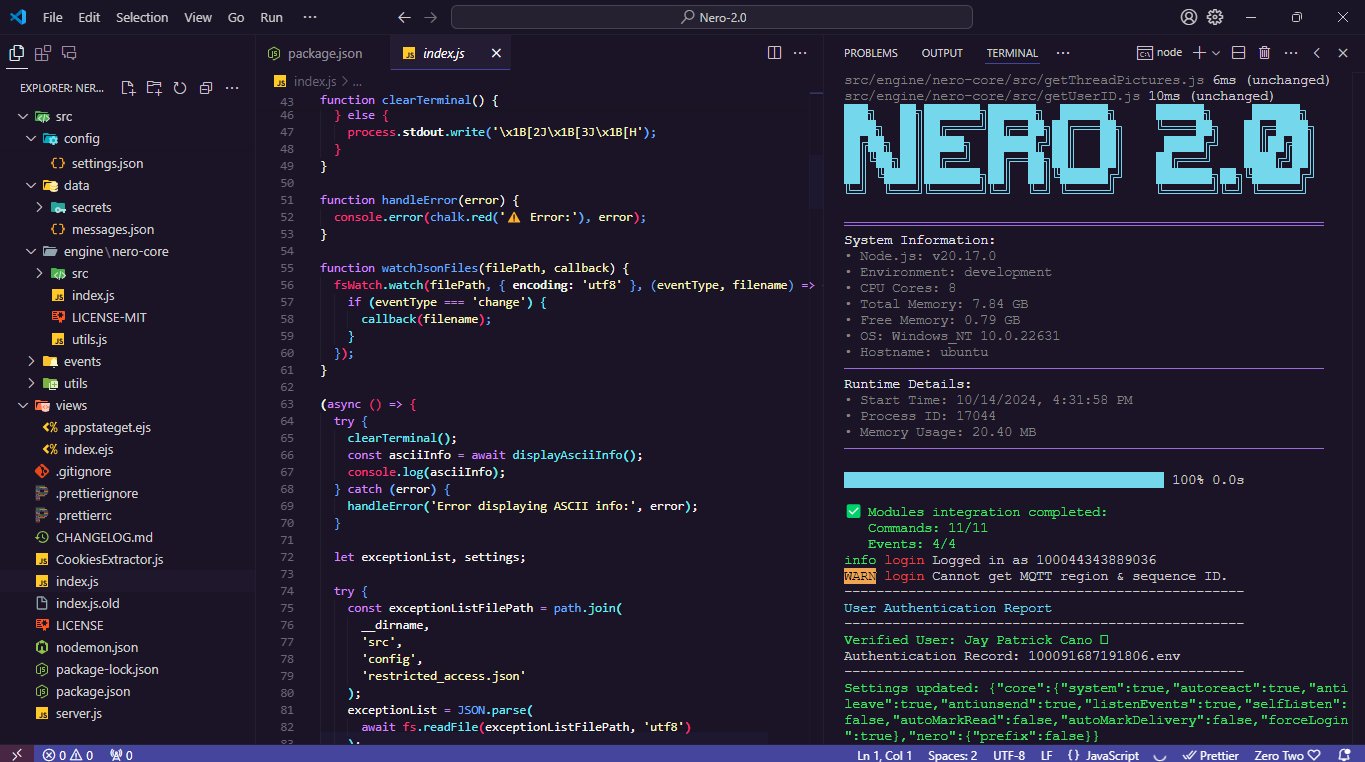 File Edit Selection View Go Run ··· Nero-2.0
EXPLORER: NER...
src
config
settings.json
data
secrets
messages.json
engine\nero-core
src
index.js
LICENSE-MIT
utils.js
events
utils
views
appstateget.ejs
index.ejs
.gitignore
.prettierignore
.prettierrc
CHANGELOG.md
CookiesExtractor.js
index.js
index.js.old
LICENSE
nodemon.json
package-lock.json
package.json
server.js
package.json index.js
index.js > ...
43 function clearTerminal() {
46 } else {
47 process.stdout.write('\x1B[2J\x1B[3J\x1B[H');
48 }
49 }
50
51 function handleError(error) {
52 console.error(chalk.red('⚠ Error:'), error);
53 }
54
55 function watchJsonFiles(filePath, callback) {
56 fsWatch.watch(filePath, { encoding: 'utf8' }, (eventType, filename) =>
57 if (eventType === 'change') {
58 callback(filename);
59 }
60 });
61 }
62
63 (async () => {
64 try {
65 clearTerminal();
66 const asciiInfo = await displayAsciiInfo();
67 console.log(asciiInfo);
68 } catch (error) {
69 handleError('Error displaying ASCII info:', error);
70 }
71
72 let exceptionList, settings;
73
74 try {
75 const exceptionListFilePath = path.join(
76 __dirname,
77 'src',
78 'config',
79 'restricted_access.json'
80 );
81 exceptionList = JSON.parse(
82 await fs.readFile(exceptionListFilePath, 'utf8')
83 );
PROBLEMS OUTPUT TERMINAL ··· node
src/engine/nero-core/src/getThreadPictures.js 6ms (unchanged)
src/engine/nero-core/src/getUserID.js 10ms (unchanged)
NERO 2.0
System Information:
• Node.js: v20.17.0
• Environment: development
• CPU Cores: 8
• Total Memory: 7.84 GB
• Free Memory: 0.79 GB
• OS: Windows_NT 10.0.22631
• Hostname: ubuntu
Runtime Details:
• Start Time: 10/14/2024, 4:31:58 PM
• Process ID: 17044
• Memory Usage: 20.40 MB
100% 0.0s
✅ Modules integration completed:
Commands: 11/11
Events: 4/4
info login Logged in as 100044343889036
WARN login Cannot get MQTT region & sequence ID.
--------------------------------------------------
User Authentication Report
--------------------------------------------------
Verified User: Jay Patrick Cano
Authentication Record: 100091687191806.env
--------------------------------------------------
Settings updated: {"core":{"system":true,"autoreact":true,"anti
leave":true,"antiunsend":true,"listenEvents":true,"selfListen":
false,"autoMarkRead":false,"autoMarkDelivery":false,"forceLogin
":true},"nero":{"prefix":false}}
0 0 0 Ln 1, Col 1 Spaces: 2 UTF-8 LF {} JavaScript Prettier Zero Two